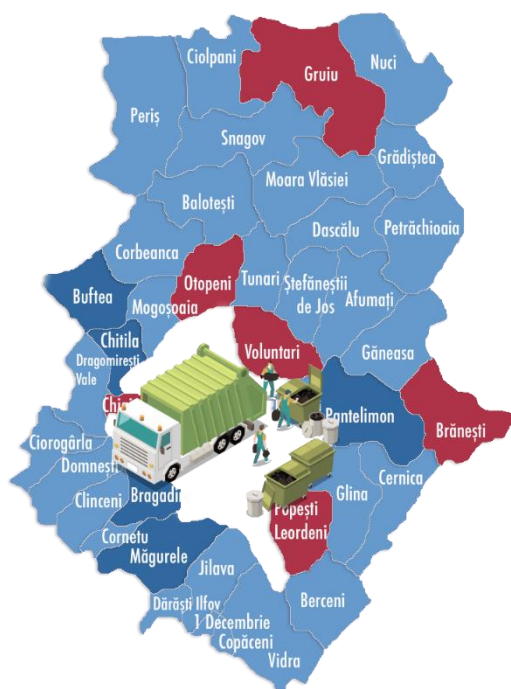 Ciolpani
Gruiu
Nuci
Periș
Snagov
Grădiștea
Moara Vlăsiei
Balotești
Dascălu
Petrăchioaia
Corbeanca
Otopeni
Tunari
Ștefăneștii
de Jos
Afumați
Buftea
Mogoșoaia
Chitila
Voluntari
Găneasa
Dragomirești
Vale
Pantelimon
Brănești
Ciorogârla
Domnești
Cernica
Clinceni
Glina
Popești
Leordeni
Cornetu
Măgurele
Jilava
Berceni
Dărăști Ilfov
1 Decembrie
Copăceni
Vidra